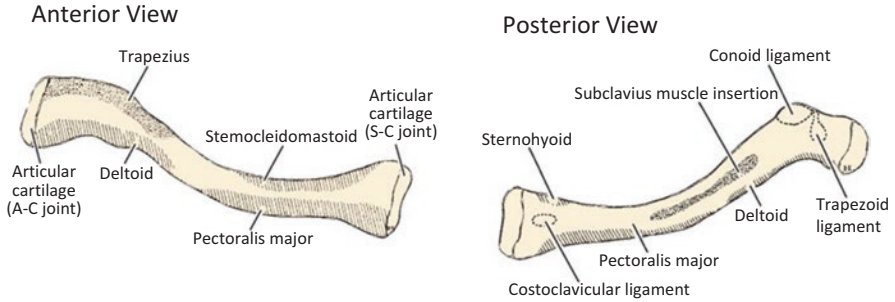 Anterior View
Trapezius
Articular
cartilage
(S-C joint)
Stemocleidomastoid
Articular
cartilage
(A-C joint)
Deltoid
Pectoralis major
Posterior View
Conoid ligament
Subclavius muscle insertion
Sternohyoid
Trapezoid
ligament
Deltoid
Pectoralis major
Costoclavicular ligament